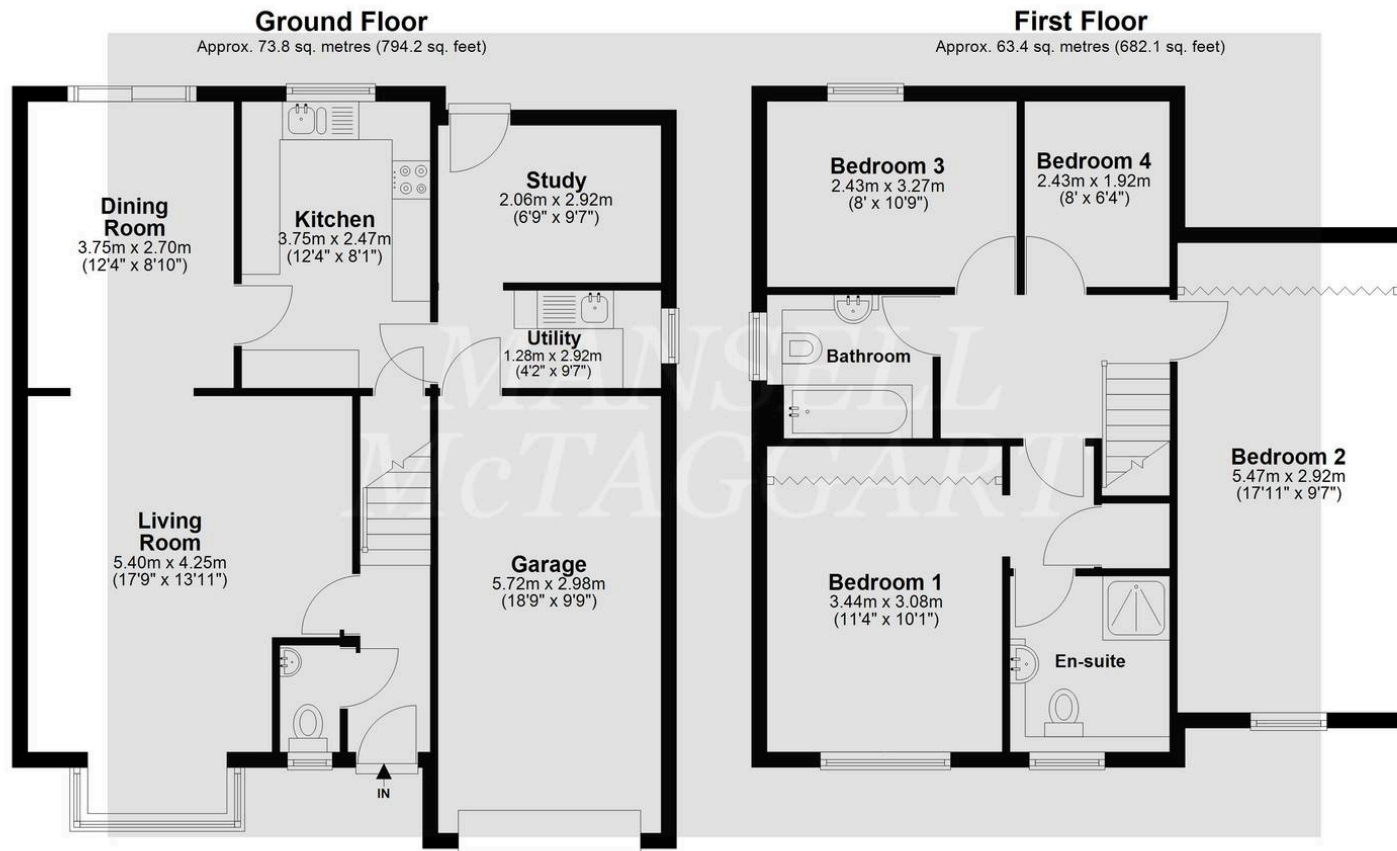 Ground Floor
Approx. 73.8 sq. metres (794.2 sq. feet)
Dining
Room
3.75m x 2.70m
(12'4" x 8'10")
Kitchen
3.75m x 2.47m
(12'4" x 8'1")
Study
2.06m x 2.92m
(6'9" x 9'7")
Utility
1.28m x 2.92m
(4'2" x 9'7")
Living
Room
5.40m x 4.25m
(17'9" x 13'11")
Garage
5.72m x 2.98m
(18'9" x 9'9")
IN
First Floor
Approx. 63.4 sq. metres (682.1 sq. feet)
Bedroom 3
2.43m x 3.27m
(8' x 10'9")
Bedroom 4
2.43m x 1.92m
(8' x 6'4")
Bathroom
Bedroom 2
5.47m x 2.92m
(17'11" x 9'7")
Bedroom 1
3.44m x 3.08m
(11'4" x 10'1")
En-suite
MANSELL
McTAGGART